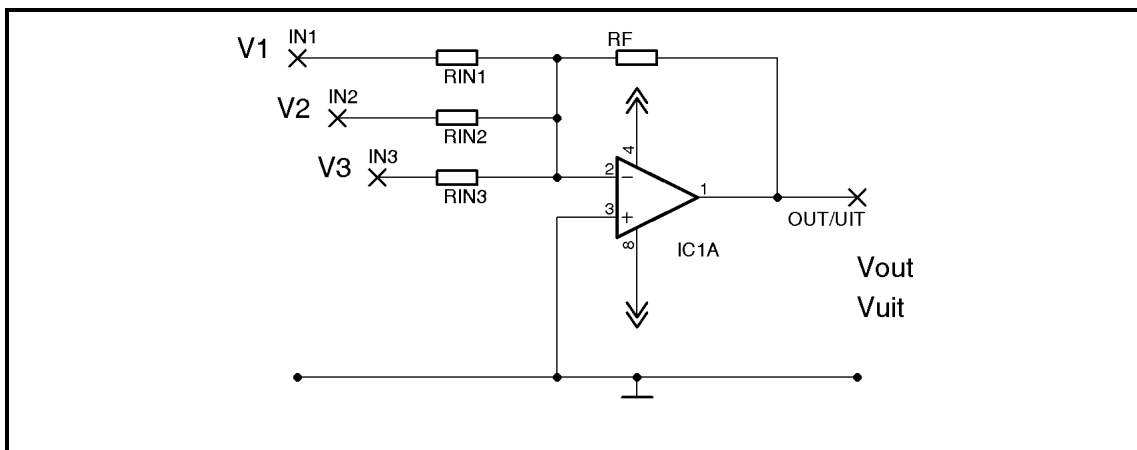 V1 IN1
RF
RIN1
V2 IN2
RIN2
4
V3 IN3
2
RIN3
−
1
3
+
OUT/UIT
8
IC1A
Vout
Vuit